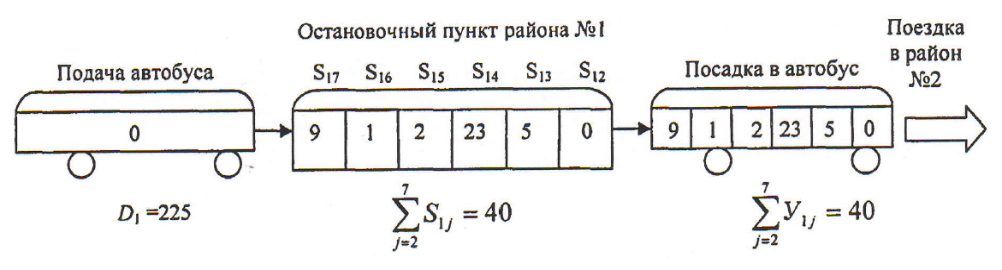 Остановочный пункт района №1
Поездка
в район
№2
Подача автобуса
S17 S16 S15 S14 S13 S12
Посадка в автобус
0
9 1 2 23 5 0
9 1 2 23 5 0
D1 =225
7
∑ S1j = 40
j=2
7
∑ У1j = 40
j=2